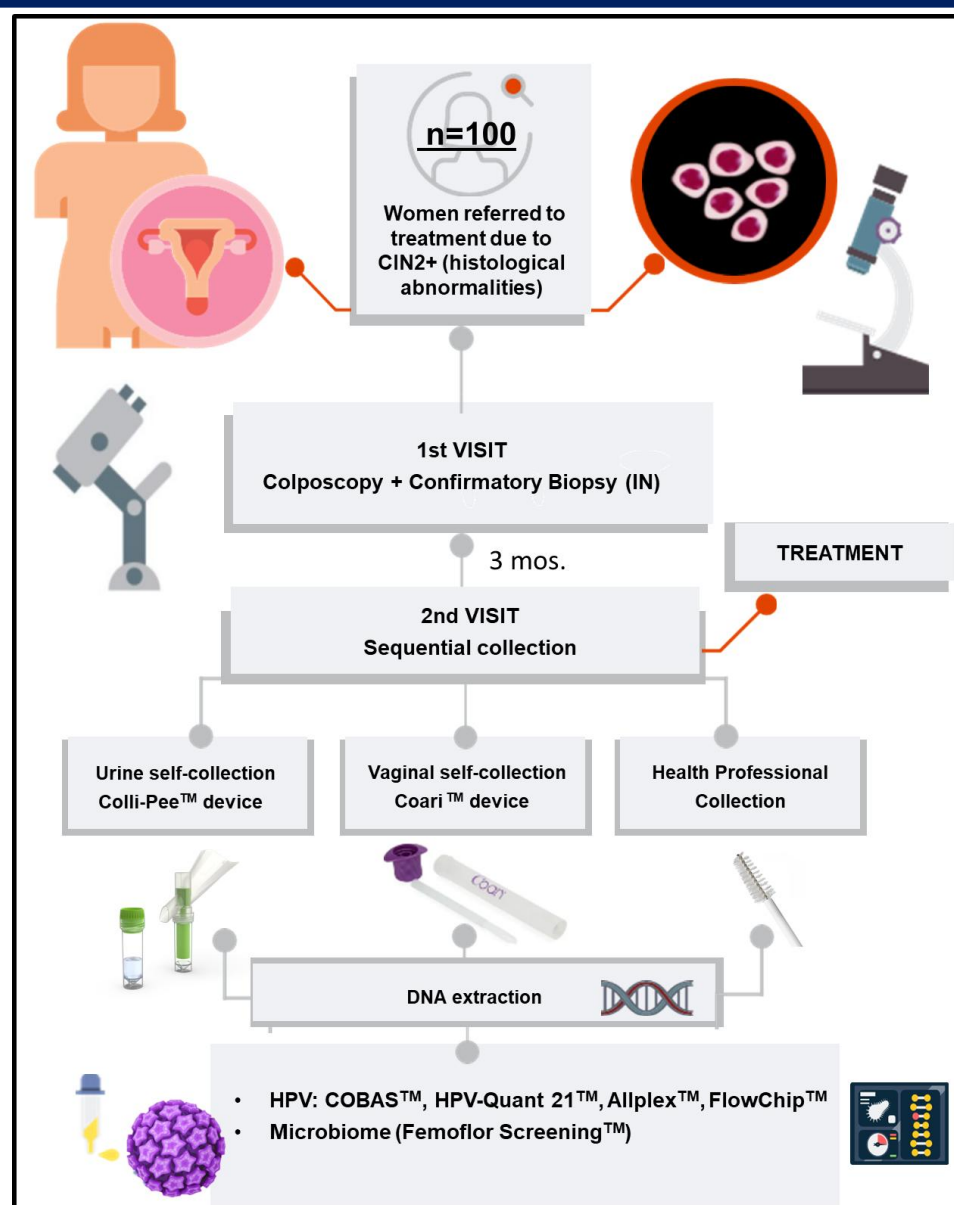 n=100
Women referred to
treatment due to
CIN2+ (histological
abnormalities)
1st VISIT
Colposcopy + Confirmatory Biopsy (IN)
3 mos.
TREATMENT
2nd VISIT
Sequential collection
Urine self-collection
Colli-Pee™ device
Vaginal self-collection
Coari™ device
Health Professional
Collection
DNA extraction
• HPV: COBAS™, HPV-Quant 21™, Allplex™, FlowChip™
• Microbiome (Femoflor Screening™)